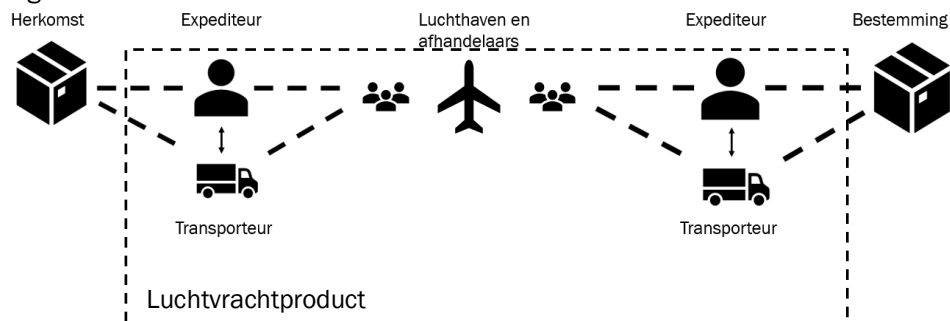 Herkomst
Expediteur
Luchthaven en
afhandelaars
Expediteur
Bestemming
Transporteur
Transporteur
Luchtvrachtproduct